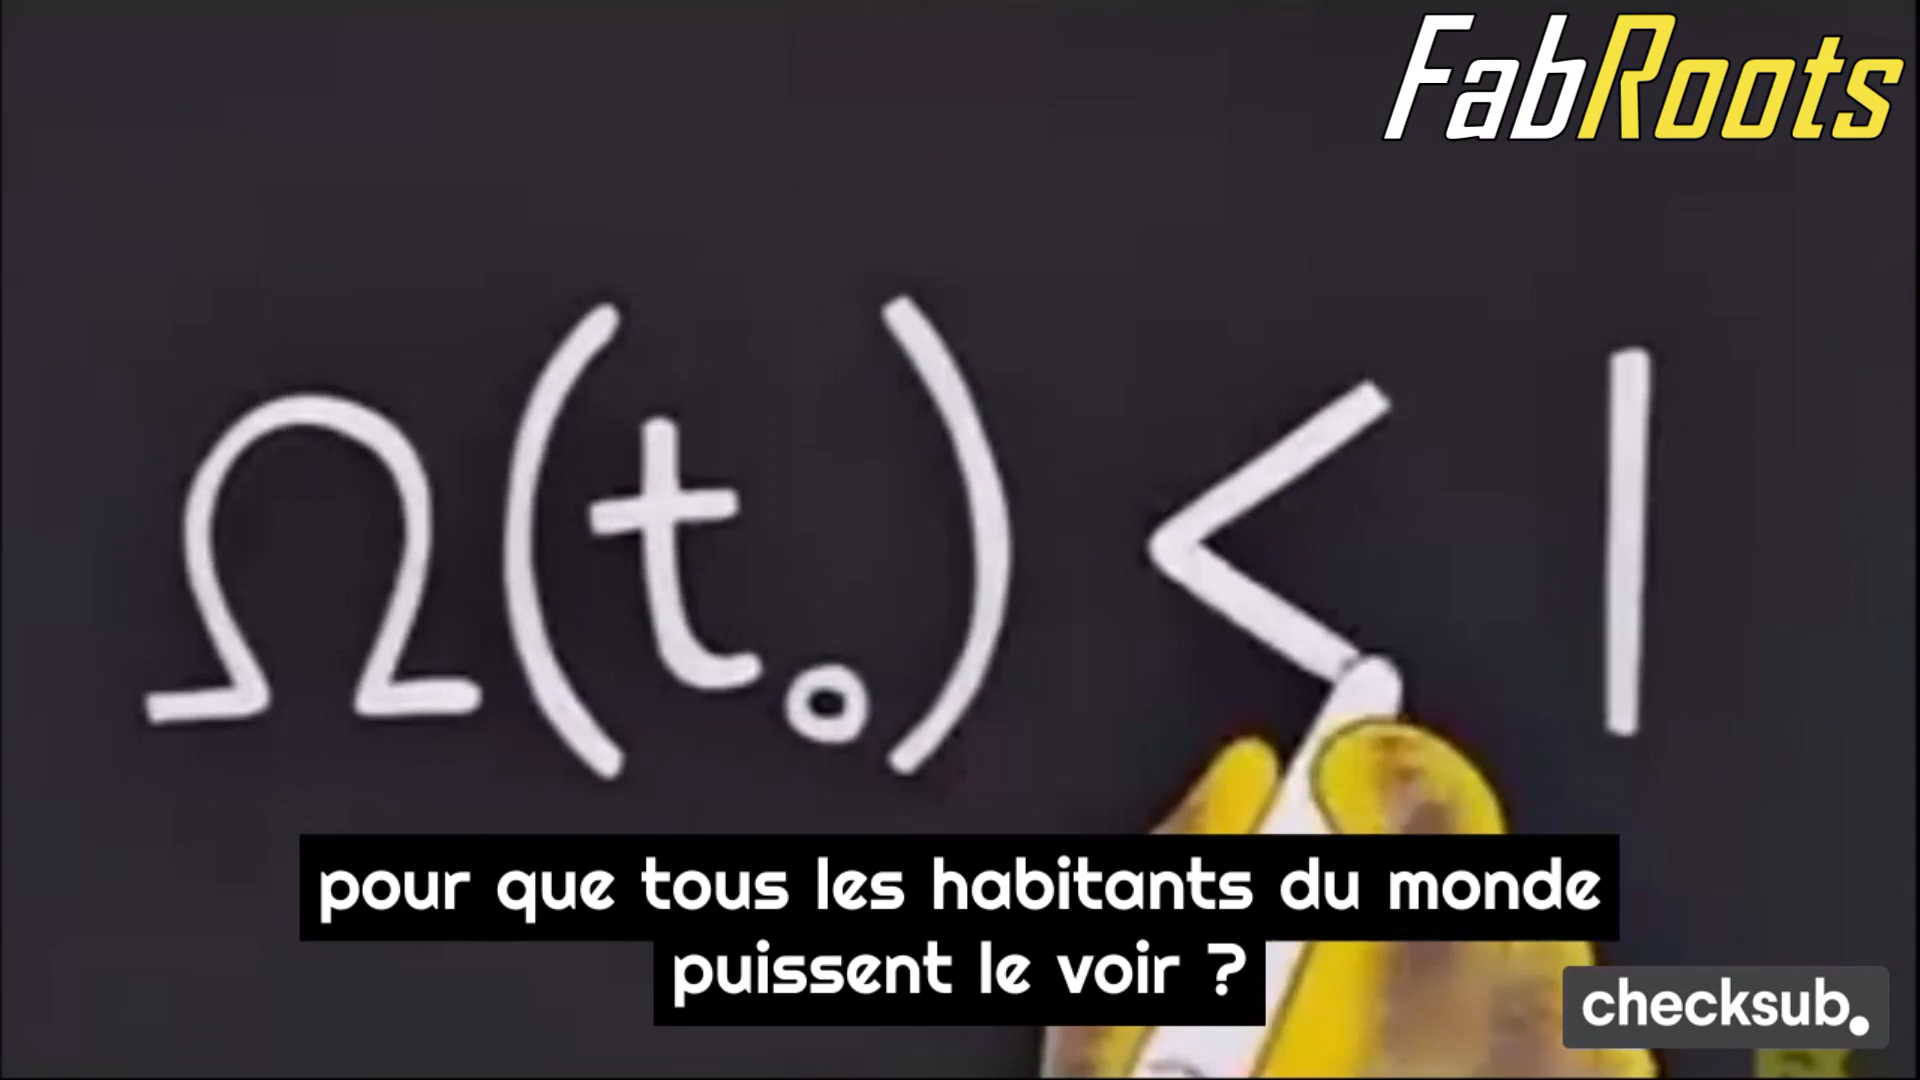 FabRoots
Ω(t₀) < 1
pour que tous les habitants du monde
puissent le voir ?
checksub.